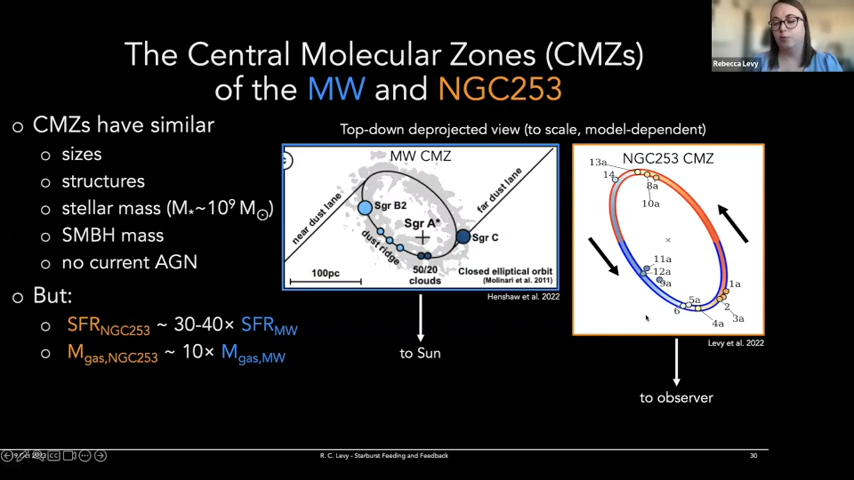 The Central Molecular Zones (CMZs)
of the MW and NGC253
Rebecca Levy
CMZs have similar
sizes
structures
stellar mass (M*~10⁹ M☉)
SMBH mass
no current AGN
But:
SFR_NGC253 ~ 30-40× SFR_MW
M_gas,NGC253 ~ 10× M_gas,MW
Top-down deprojected view (to scale, model-dependent)
MW CMZ
near dust lane
far dust lane
Sgr B2
Sgr A*
Sgr C
dust ridge
100pc
50/20
clouds
Closed elliptical orbit
(Molinari et al. 2011)
Henshaw et al. 2022
to Sun
NGC253 CMZ
13a
14
8a
10a
11a
12a
9a
1a
2
3a
4a
5a
6
Levy et al. 2022
to observer
R. C. Levy - Starburst Feeding and Feedback
30